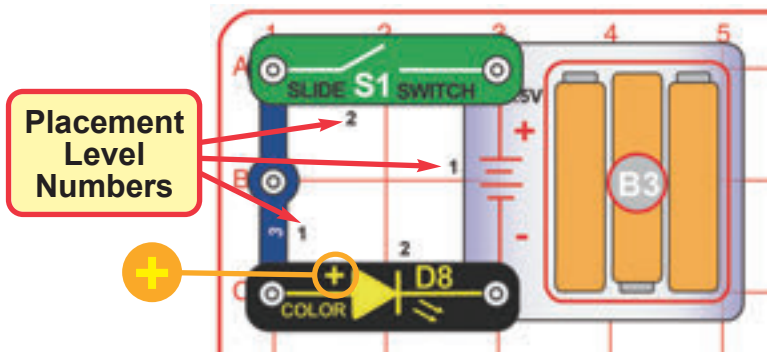 1 2 3 4 5
A
SLIDE S1 SWITCH
.5V
Placement
Level
Numbers
2
+
1
B
B3
3
1
-
2
+
+
D8
C
COLOR